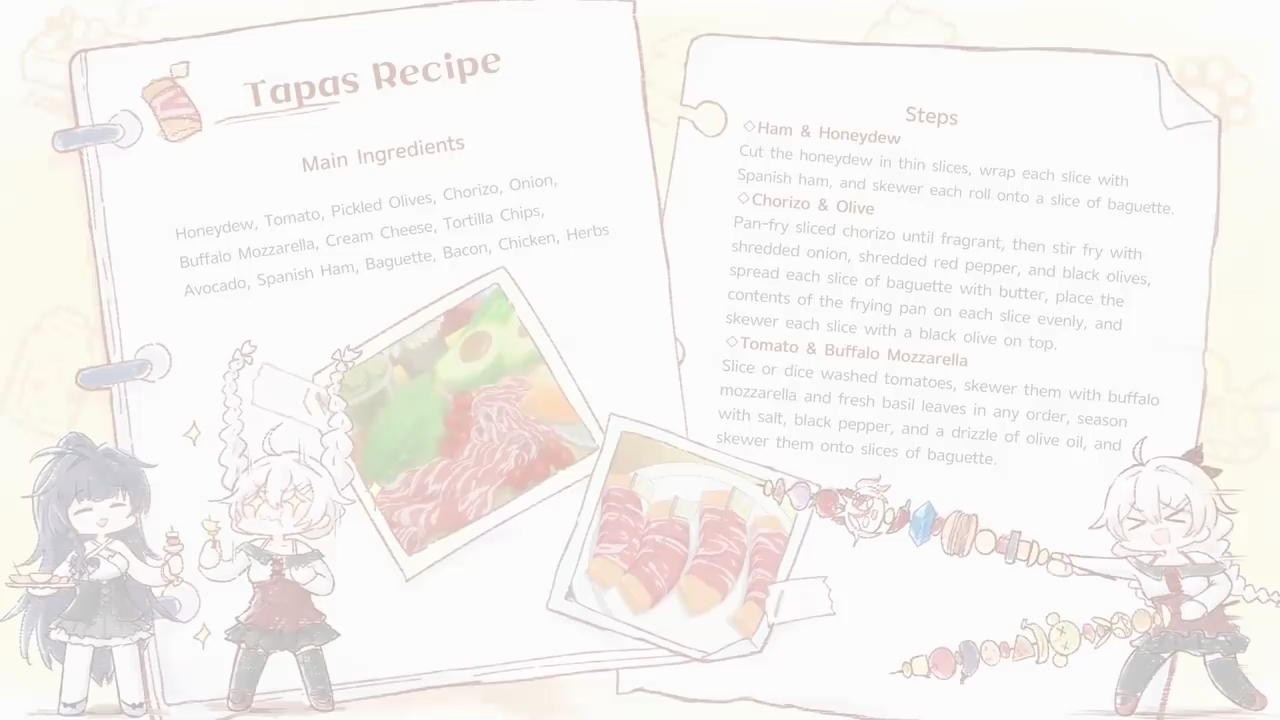 Tapas Recipe
Main Ingredients
Honeydew, Tomato, Pickled Olives, Chorizo, Onion,
Buffalo Mozzarella, Cream Cheese, Tortilla Chips,
Avocado, Spanish Ham, Baguette, Bacon, Chicken, Herbs
Steps
◇Ham & Honeydew
Cut the honeydew in thin slices, wrap each slice with
Spanish ham, and skewer each roll onto a slice of baguette.
◇Chorizo & Olive
Pan-fry sliced chorizo until fragrant, then stir fry with
shredded onion, shredded red pepper, and black olives,
spread each slice of baguette with butter, place the
contents of the frying pan on each slice evenly, and
skewer each slice with a black olive on top.
◇Tomato & Buffalo Mozzarella
Slice or dice washed tomatoes, skewer them with buffalo
mozzarella and fresh basil leaves in any order, season
with salt, black pepper, and a drizzle of olive oil, and
skewer them onto slices of baguette.